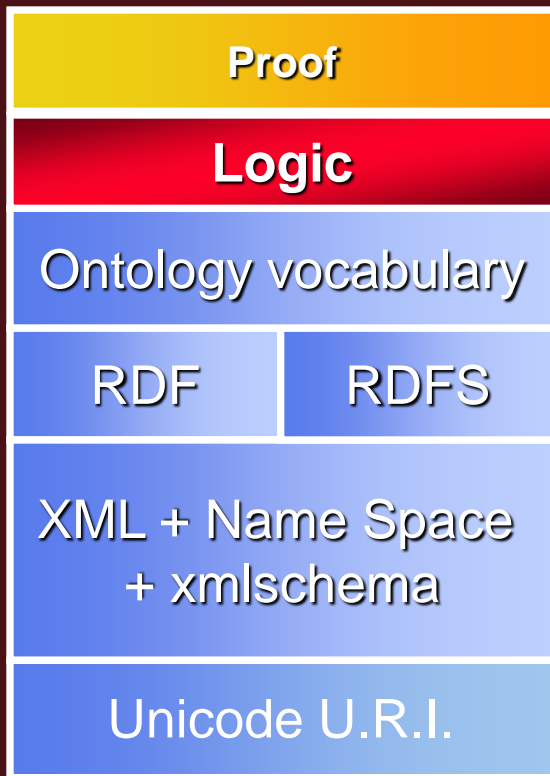 Proof
Logic
Ontology vocabulary
RDF RDFS
XML + Name Space
+ xmlschema
Unicode U.R.I.